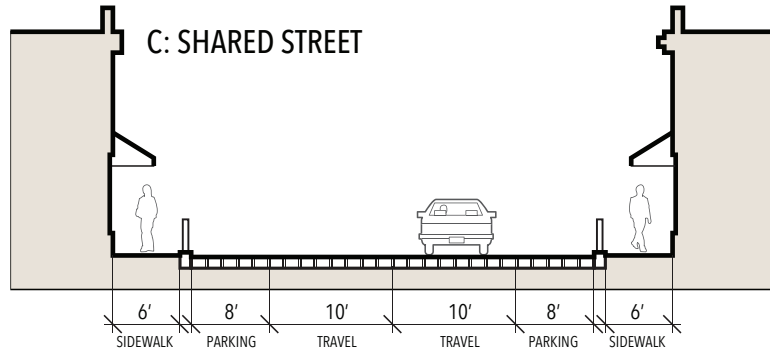 C: SHARED STREET
6′ 8′ 10′ 10′ 8′ 6′
SIDEWALK PARKING TRAVEL TRAVEL PARKING SIDEWALK